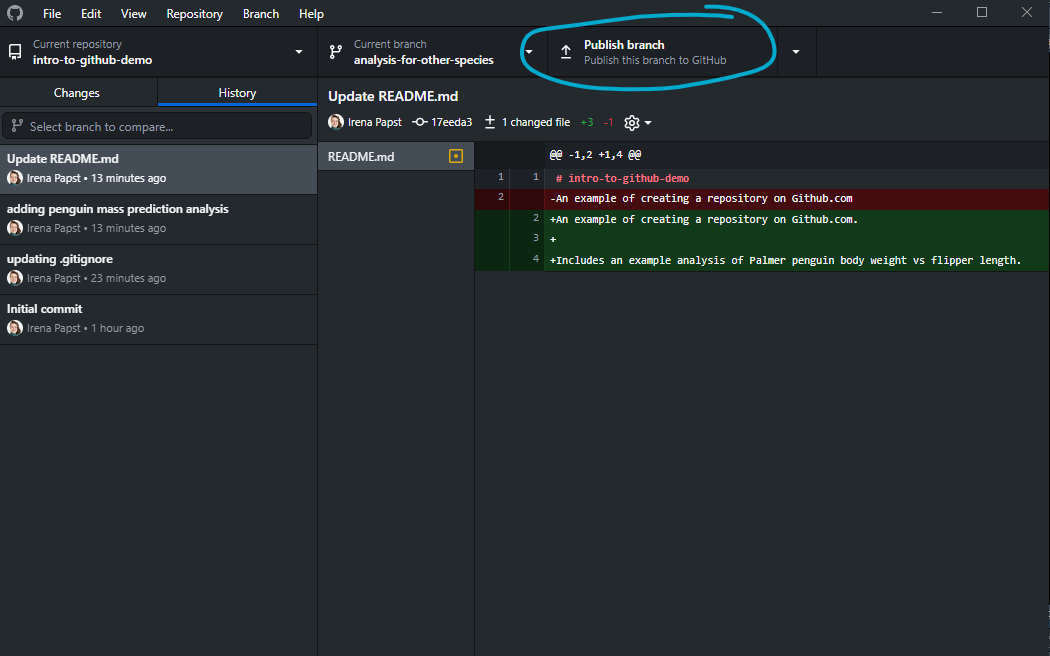 File Edit View Repository Branch Help
Current repository
intro-to-github-demo
Current branch
analysis-for-other-species
Publish branch
Publish this branch to GitHub
Changes History
Select branch to compare...
Update README.md
Irena Papst • 13 minutes ago
adding penguin mass prediction analysis
Irena Papst • 13 minutes ago
updating .gitignore
Irena Papst • 23 minutes ago
Initial commit
Irena Papst • 1 hour ago
Update README.md
Irena Papst 17eeda3 1 changed file +3 -1
README.md
@@ -1,2 +1,4 @@
1 1 # intro-to-github-demo
2 -An example of creating a repository on Github.com
2 +An example of creating a repository on Github.com.
3 +
4 +Includes an example analysis of Palmer penguin body weight vs flipper length.